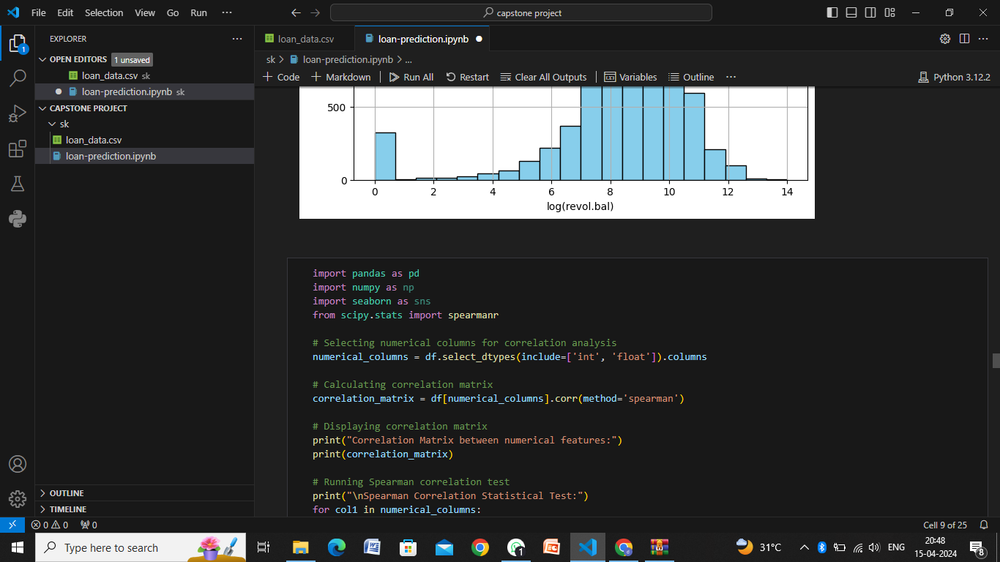 File Edit Selection View Go Run ···
capstone project
EXPLORER ···
loan_data.csv
loan-prediction.ipynb
OPEN EDITORS 1 unsaved
sk > loan-prediction.ipynb > ...
loan_data.csv sk
+ Code + Markdown Run All Restart Clear All Outputs Variables Outline ··· Python 3.12.2
loan-prediction.ipynb sk
1
CAPSTONE PROJECT
sk
loan_data.csv
loan-prediction.ipynb
500
0
0 2 4 6 8 10 12 14
log(revol.bal)
import pandas as pd
import numpy as np
import seaborn as sns
from scipy.stats import spearmanr
# Selecting numerical columns for correlation analysis
numerical_columns = df.select_dtypes(include=['int', 'float']).columns
# Calculating correlation matrix
correlation_matrix = df[numerical_columns].corr(method='spearman')
# Displaying correlation matrix
print("Correlation Matrix between numerical features:")
print(correlation_matrix)
# Running Spearman correlation test
print("\nSpearman Correlation Statistical Test:")
for col1 in numerical_columns:
OUTLINE
TIMELINE
0 0 0
Cell 9 of 25
Type here to search
1
31°C
ENG
20:48
15-04-2024
8